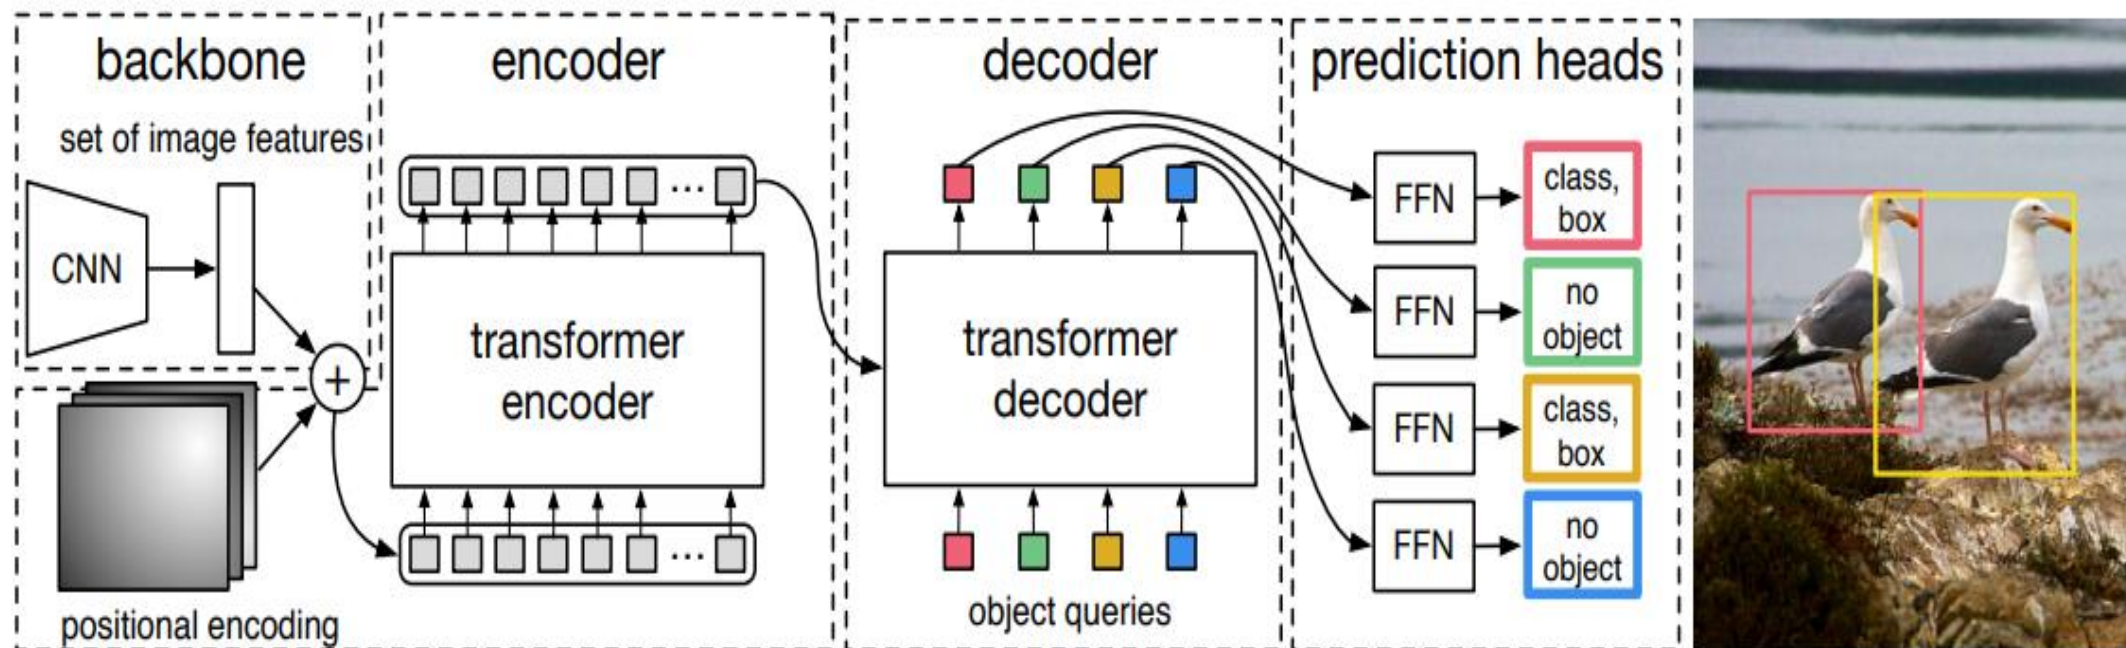 backbone
set of image features
CNN
+
positional encoding
encoder
...
transformer
encoder
...
decoder
transformer
decoder
object queries
prediction heads
FFN
class,
box
FFN
no
object
FFN
class,
box
FFN
no
object